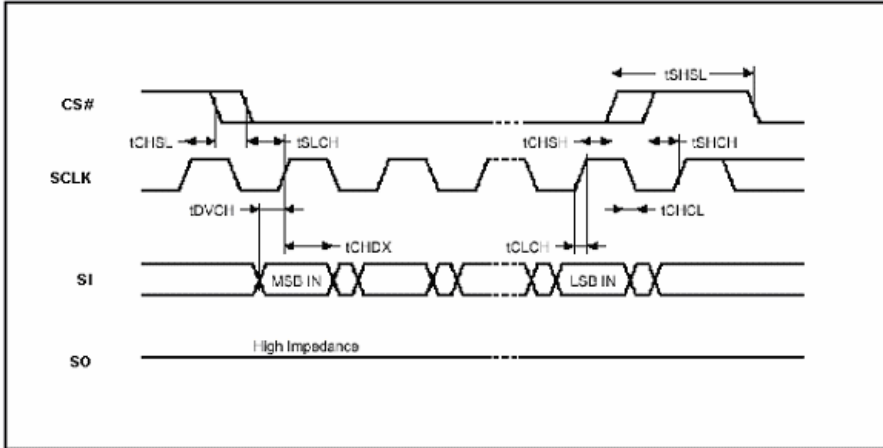 tSHSL
CS#
tCHSL
tSLCH
tCHSH
tSHCH
SCLK
tDVCH
tCHCL
tCHDX
tCLCH
SI
MSB IN
LSB IN
High Impedance
SO